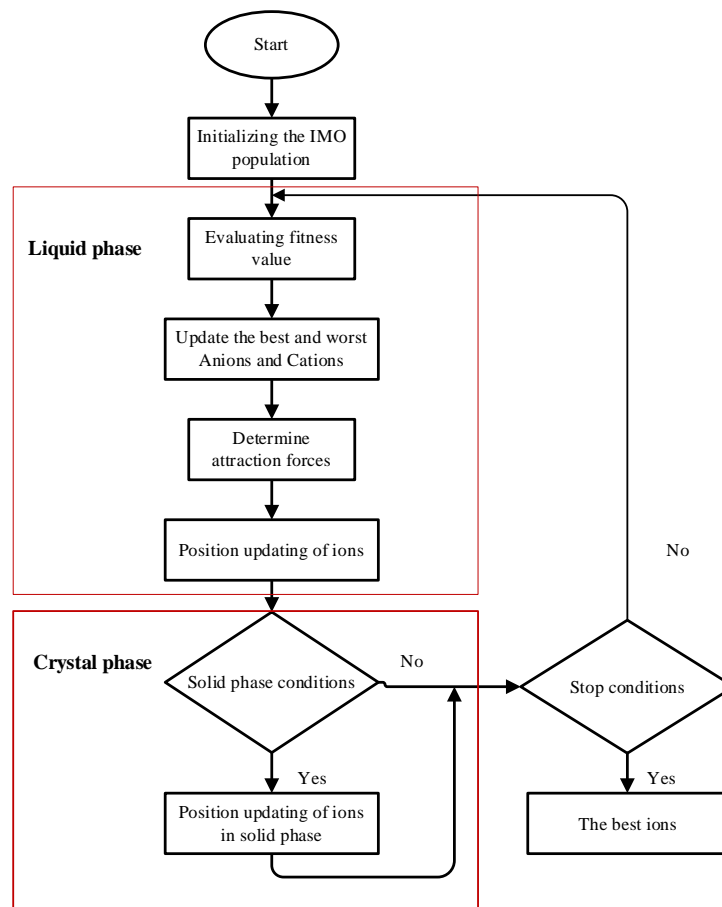 Start
Initializing the IMO
population
Liquid phase
Evaluating fitness
value
Update the best and worst
Anions and Cations
Determine
attraction forces
Position updating of ions
No
Crystal phase
Solid phase conditions
No
Stop conditions
Yes
Position updating of ions
in solid phase
Yes
The best ions